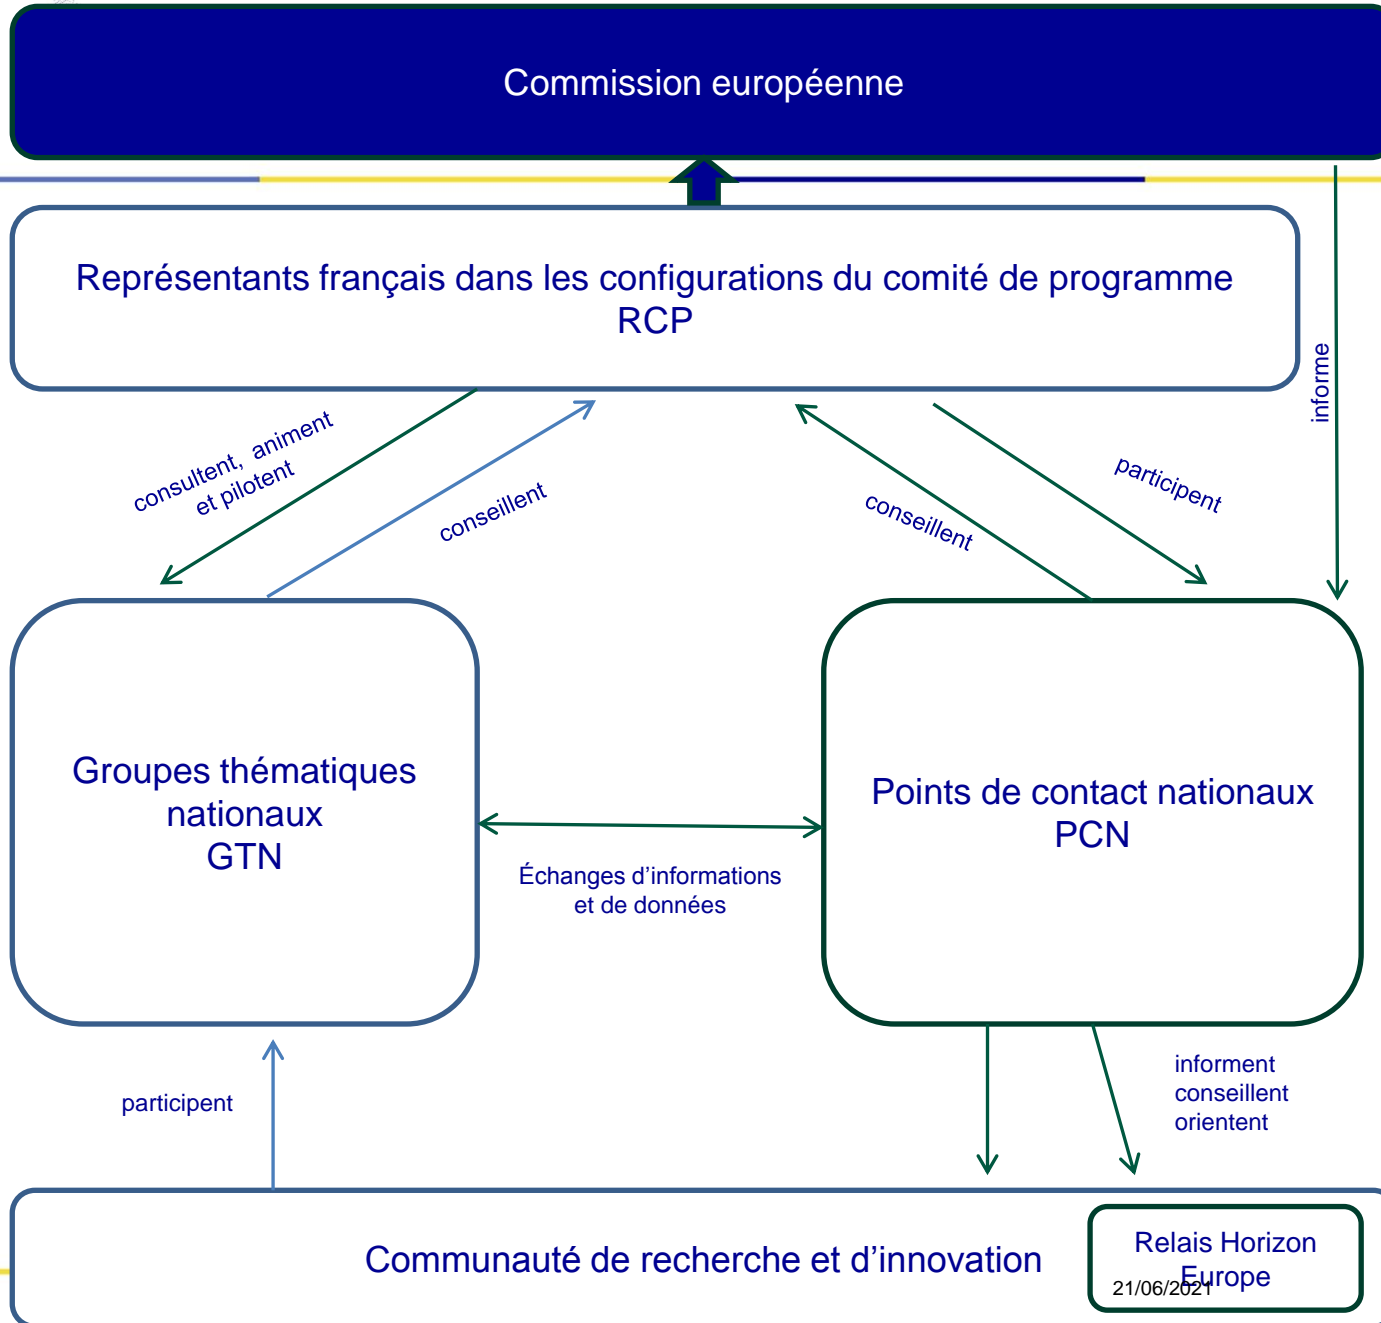 Commission européenne
Représentants français dans les configurations du comité de programme
RCP
informe
consultent, animent
et pilotent
conseillent
conseillent
participent
Groupes thématiques
nationaux
GTN
Points de contact nationaux
PCN
Échanges d’informations
et de données
participent
informent
conseillent
orientent
Communauté de recherche et d’innovation
Relais Horizon
Europe
21/06/2021